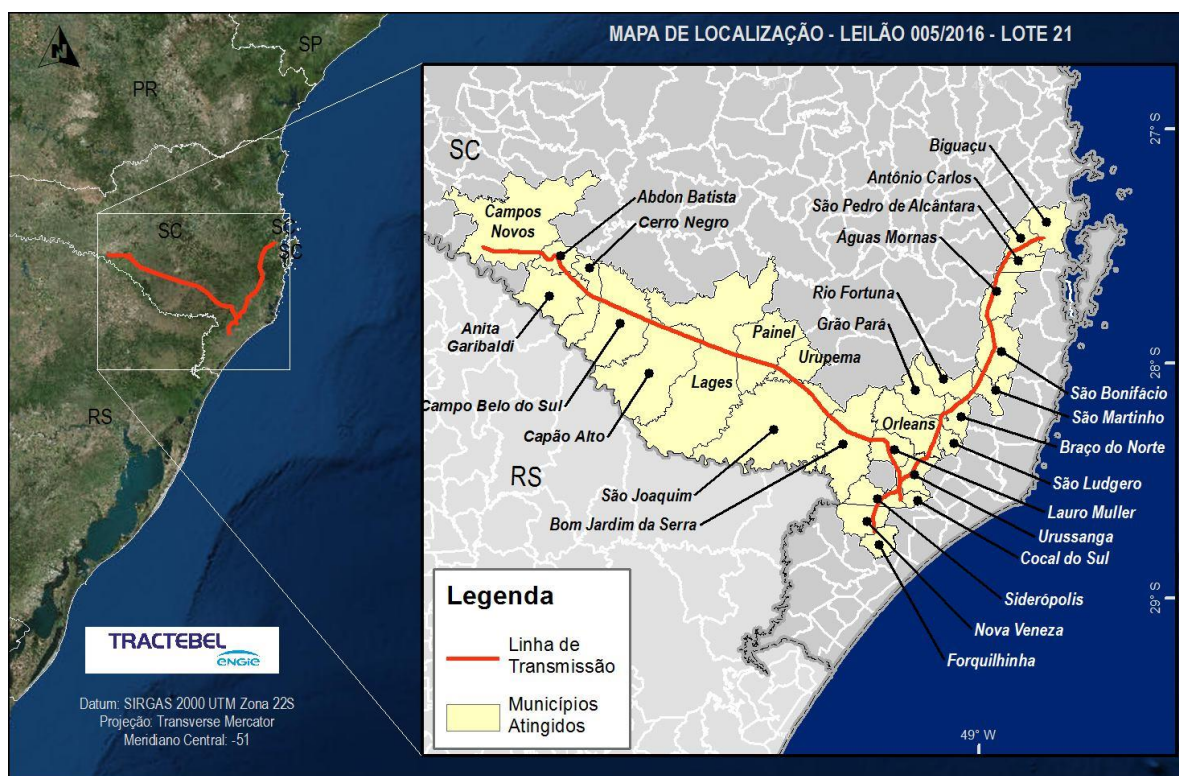 MAPA DE LOCALIZAÇÃO - LEILÃO 005/2016 - LOTE 21
N
SP
PR
SC
SC
SC
RS
TRACTEBEL
ENGIE
Datum: SIRGAS 2000 UTM Zona 22S
Projeção: Transverse Mercator
Meridiano Central: -51
SC
RS
27° S
28° S
29° S
49° W
Campos
Novos
Abdon Batista
Cerro Negro
Anita
Garibaldi
Campo Belo do Sul
Capão Alto
Lages
Painel
Urupema
São Joaquim
Bom Jardim da Serra
Biguaçu
Antônio Carlos
São Pedro de Alcântara
Águas Mornas
Rio Fortuna
Grão Pará
Orleans
São Bonifácio
São Martinho
Braço do Norte
São Ludgero
Lauro Muller
Urussanga
Cocal do Sul
Siderópolis
Nova Veneza
Forquilhinha
Legenda
Linha de
Transmissão
Municípios
Atingidos